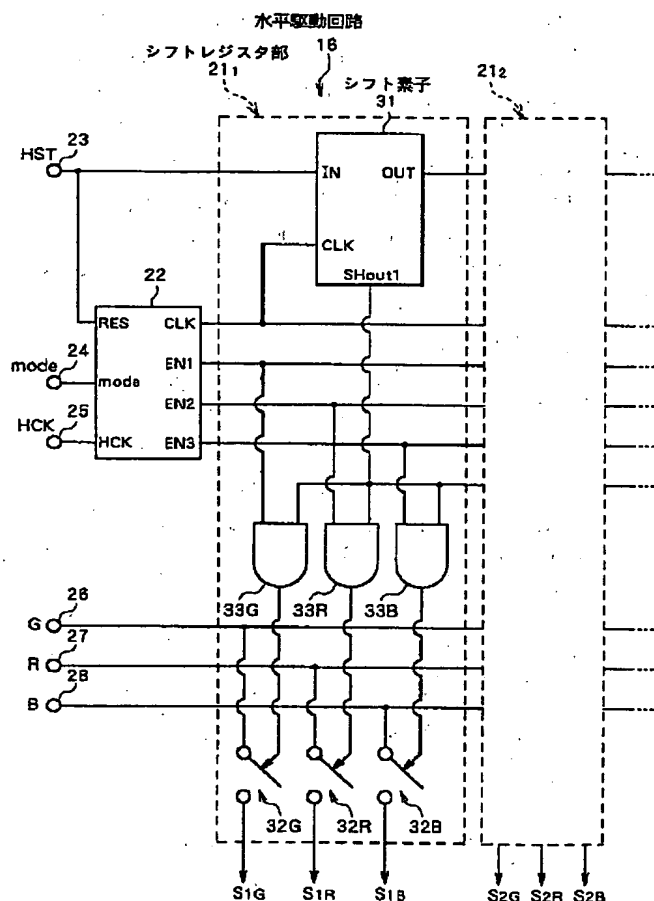 水平駆動回路
16
シフトレジスタ部
21₁
シフト素子
31
21₂
HST
23
IN
OUT
CLK
SHout1
22
RES
CLK
mode
24
mode
EN1
EN2
HCK
25
HCK
EN3
33G
33R
33B
G
26
R
27
B
28
32G
32R
32B
S1G
S1R
S1B
S2G
S2R
S2B